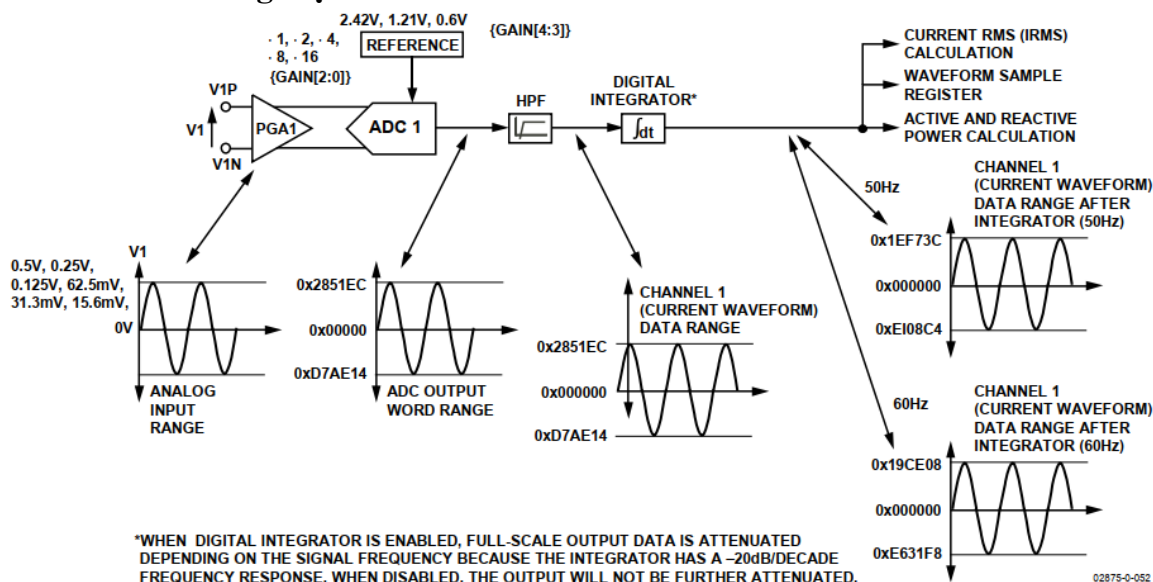 2.42V, 1.21V, 0.6V
{GAIN[4:3]}
· 1, · 2, · 4,
· 8, · 16
{GAIN[2:0]}
REFERENCE
V1P
V1
V1N
PGA1
ADC 1
HPF
DIGITAL
INTEGRATOR*
∫dt
CURRENT RMS (IRMS)
CALCULATION
WAVEFORM SAMPLE
REGISTER
ACTIVE AND REACTIVE
POWER CALCULATION
50Hz
CHANNEL 1
(CURRENT WAVEFORM)
DATA RANGE AFTER
INTEGRATOR (50Hz)
0x1EF73C
0x000000
0xEI08C4
V1
0.5V, 0.25V,
0.125V, 62.5mV,
31.3mV, 15.6mV,
0V
ANALOG
INPUT
RANGE
0x2851EC
0x00000
0xD7AE14
ADC OUTPUT
WORD RANGE
CHANNEL 1
(CURRENT WAVEFORM)
DATA RANGE
0x2851EC
0x000000
0xD7AE14
60Hz
CHANNEL 1
(CURRENT WAVEFORM)
DATA RANGE AFTER
INTEGRATOR (60Hz)
0x19CE08
0x000000
0xE631F8
*WHEN DIGITAL INTEGRATOR IS ENABLED, FULL-SCALE OUTPUT DATA IS ATTENUATED
DEPENDING ON THE SIGNAL FREQUENCY BECAUSE THE INTEGRATOR HAS A –20dB/DECADE
FREQUENCY RESPONSE. WHEN DISABLED, THE OUTPUT WILL NOT BE FURTHER ATTENUATED.
02875-0-052